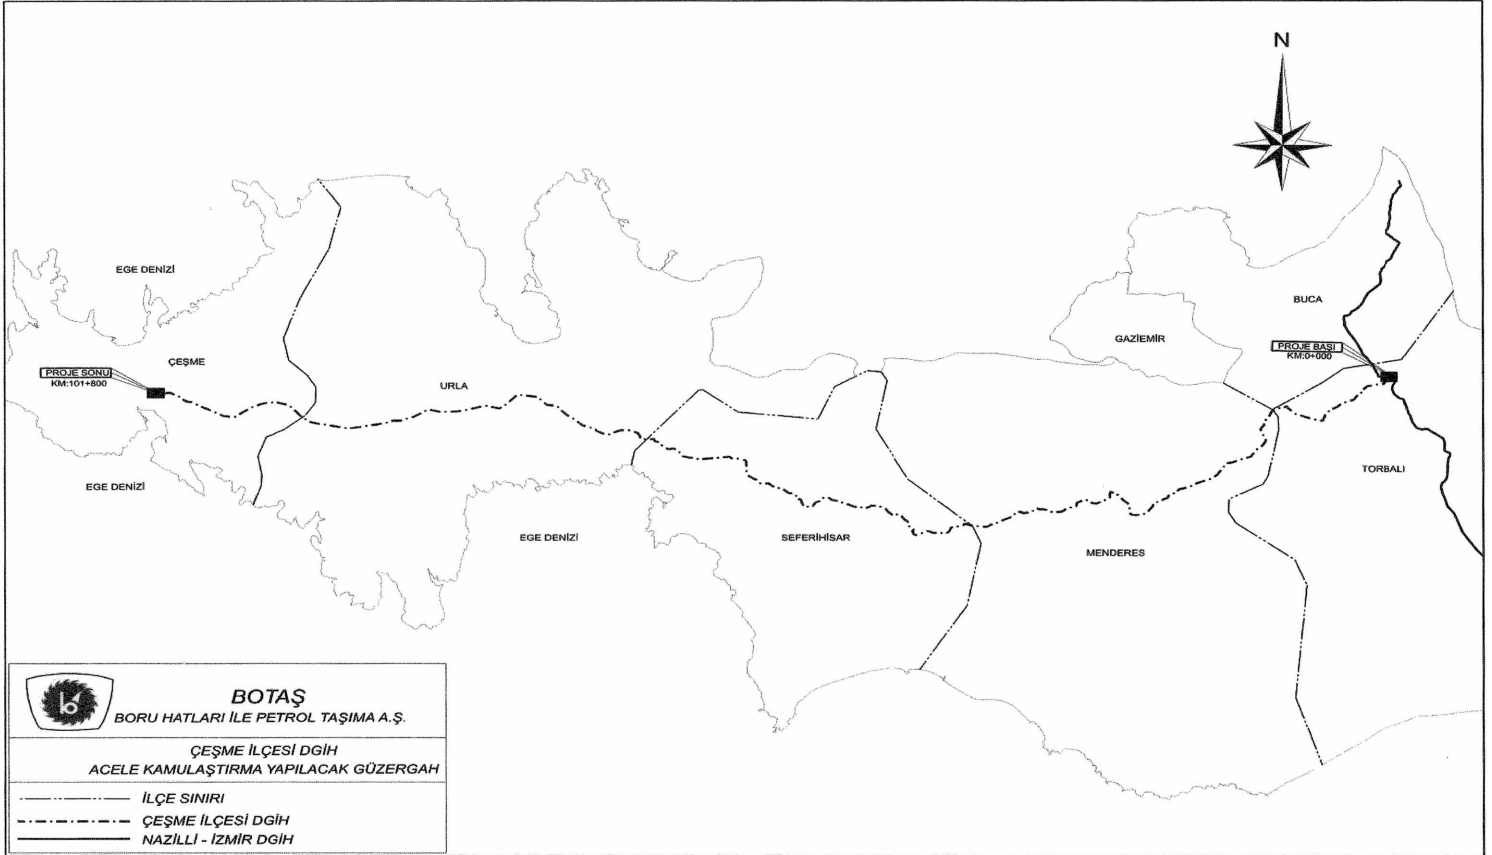 N
EGE DENİZİ
BUCA
GAZİEMİR
PROJE BAŞI
KM:0+000
ÇEŞME
PROJE SONU
KM:101+800
URLA
TORBALI
EGE DENİZİ
EGE DENİZİ
SEFERİHİSAR
MENDERES
BOTAŞ
BORU HATLARI İLE PETROL TAŞIMA A.Ş.
ÇEŞME İLÇESİ DGİH
ACELE KAMULAŞTIRMA YAPILACAK GÜZERGAH
İLÇE SINIRI
ÇEŞME İLÇESİ DGİH
NAZİLLİ - İZMİR DGİH